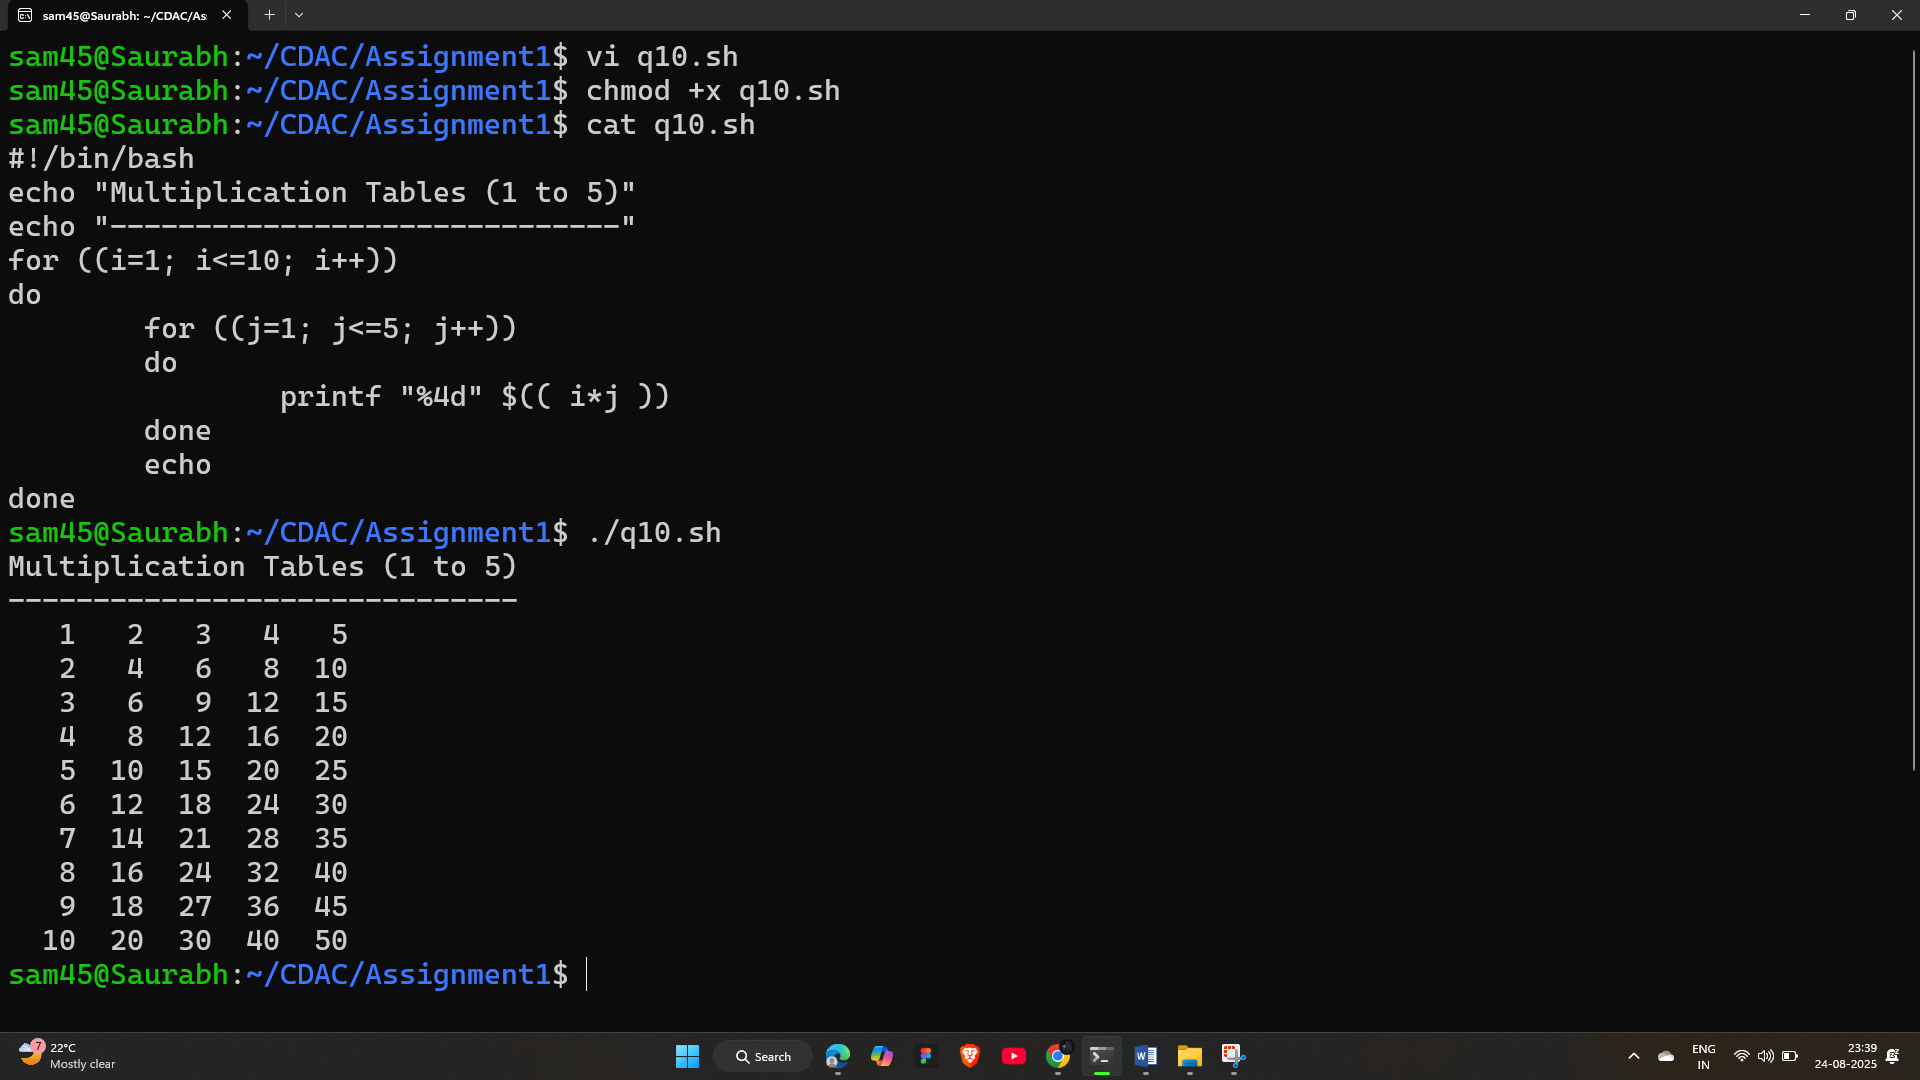 sam45@Saurabh: ~/CDAC/As
sam45@Saurabh:~/CDAC/Assignment1$ vi q10.sh
sam45@Saurabh:~/CDAC/Assignment1$ chmod +x q10.sh
sam45@Saurabh:~/CDAC/Assignment1$ cat q10.sh
#!/bin/bash
echo "Multiplication Tables (1 to 5)"
echo "------------------------------"
for ((i=1; i<=10; i++))
do
        for ((j=1; j<=5; j++))
        do
                printf "%4d" $(( i*j ))
        done
        echo
done
sam45@Saurabh:~/CDAC/Assignment1$ ./q10.sh
Multiplication Tables (1 to 5)
------------------------------
   1   2   3   4   5
   2   4   6   8  10
   3   6   9  12  15
   4   8  12  16  20
   5  10  15  20  25
   6  12  18  24  30
   7  14  21  28  35
   8  16  24  32  40
   9  18  27  36  45
  10  20  30  40  50
sam45@Saurabh:~/CDAC/Assignment1$
7 22°C
Mostly clear
Search
ENG
IN
23:39
24-08-2025